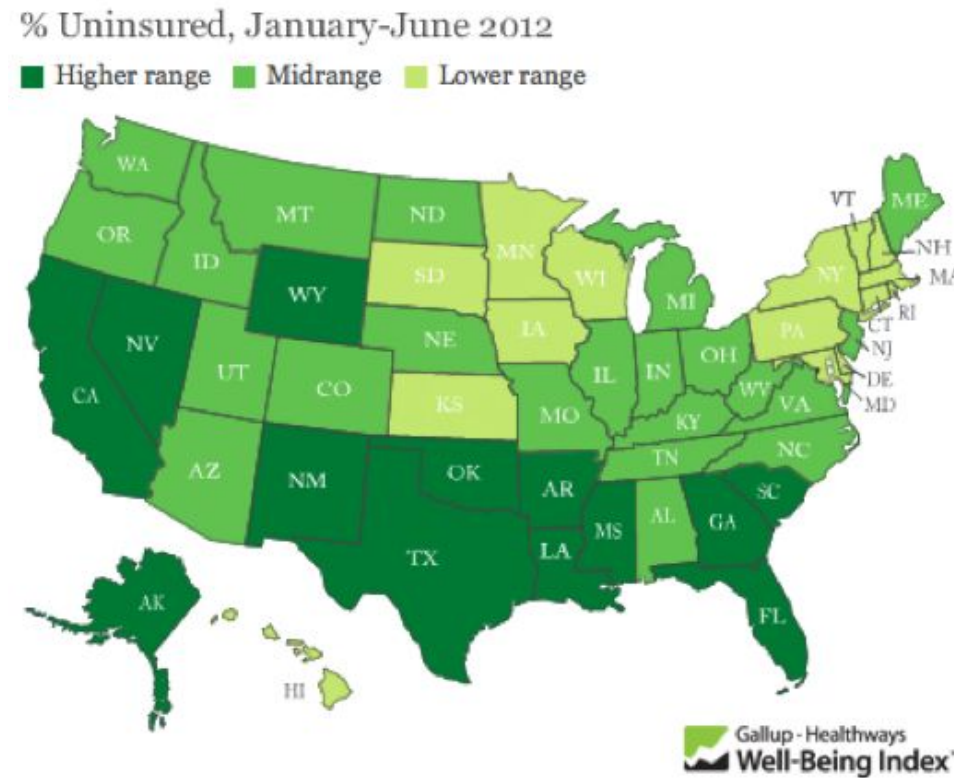 % Uninsured, January-June 2012
Higher range Midrange Lower range
WA
MT
ND
MN
VT
ME
OR
ID
SD
WI
NY
NH
MA
WY
MI
RI
CT
NV
NE
IA
PA
NJ
UT
CO
IL
IN
OH
DE
MD
CA
KS
MO
WV
VA
KY
NC
AZ
NM
OK
AR
TN
SC
TX
LA
MS
AL
GA
AK
FL
HI
Gallup - Healthways
Well-Being Index